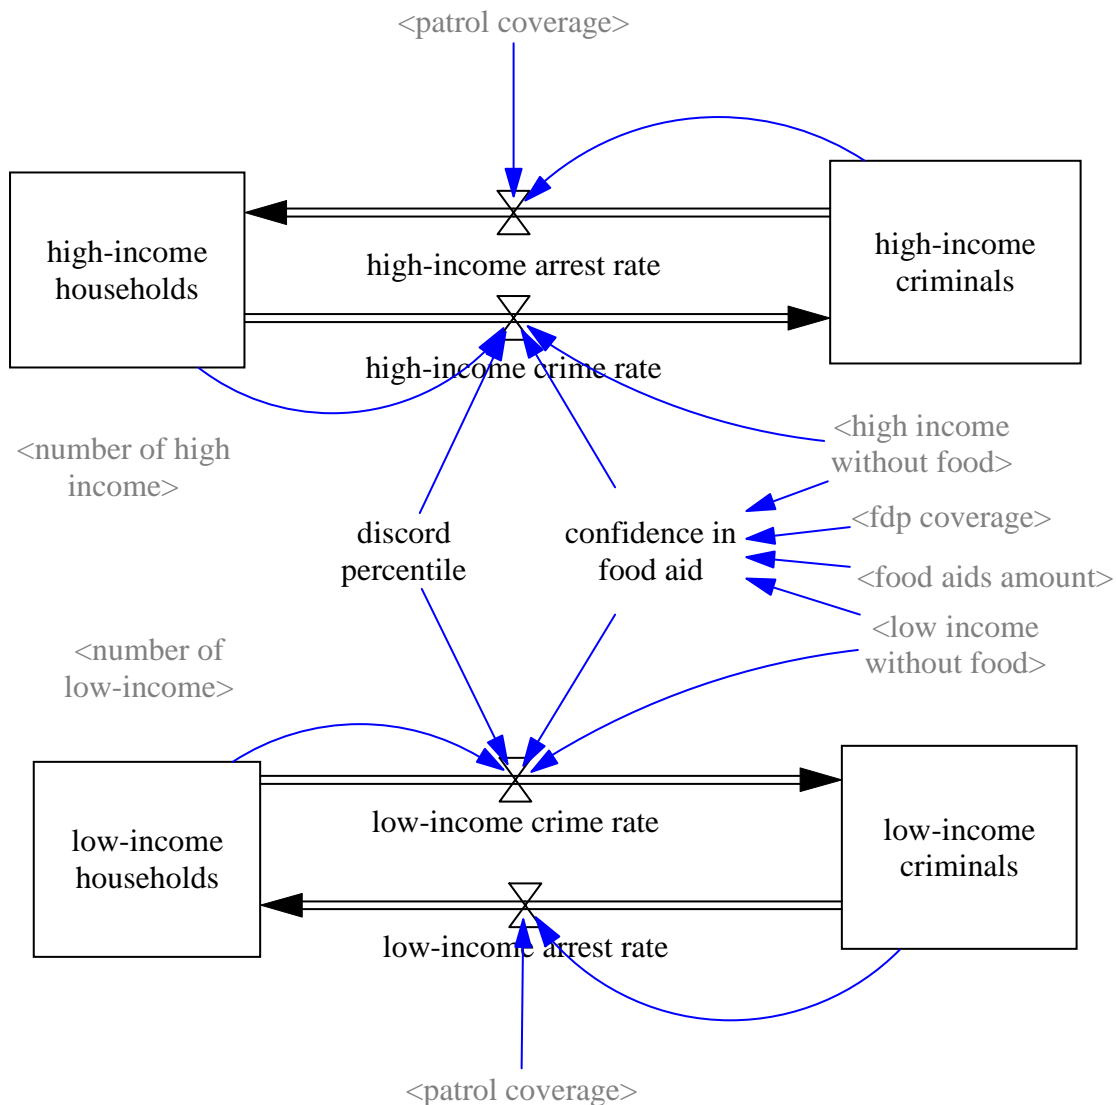 <patrol coverage>
high-income
households
high-income arrest rate
high-income
criminals
high-income crime rate
<number of high
income>
<high income
without food>
discord
percentile
confidence in
food aid
<fdp coverage>
<food aids amount>
<number of
low-income>
<low income
without food>
low-income
households
low-income crime rate
low-income
criminals
low-income arrest rate
<patrol coverage>